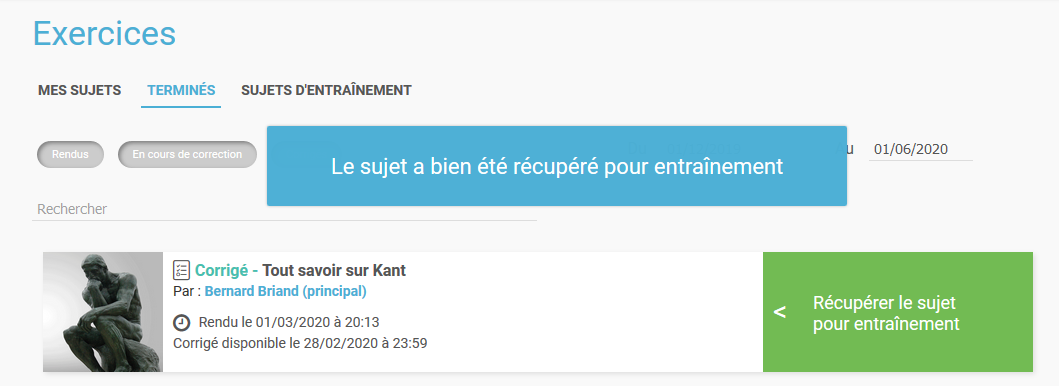 Exercices
MES SUJETS TERMINÉS SUJETS D'ENTRAÎNEMENT
Rendus En cours de correction 01/06/2020
Le sujet a bien été récupéré pour entraînement
Rechercher
Corrigé - Tout savoir sur Kant
Par : Bernard Briand (principal)
Rendu le 01/03/2020 à 20:13
Corrigé disponible le 28/02/2020 à 23:59
< Récupérer le sujet
pour entraînement